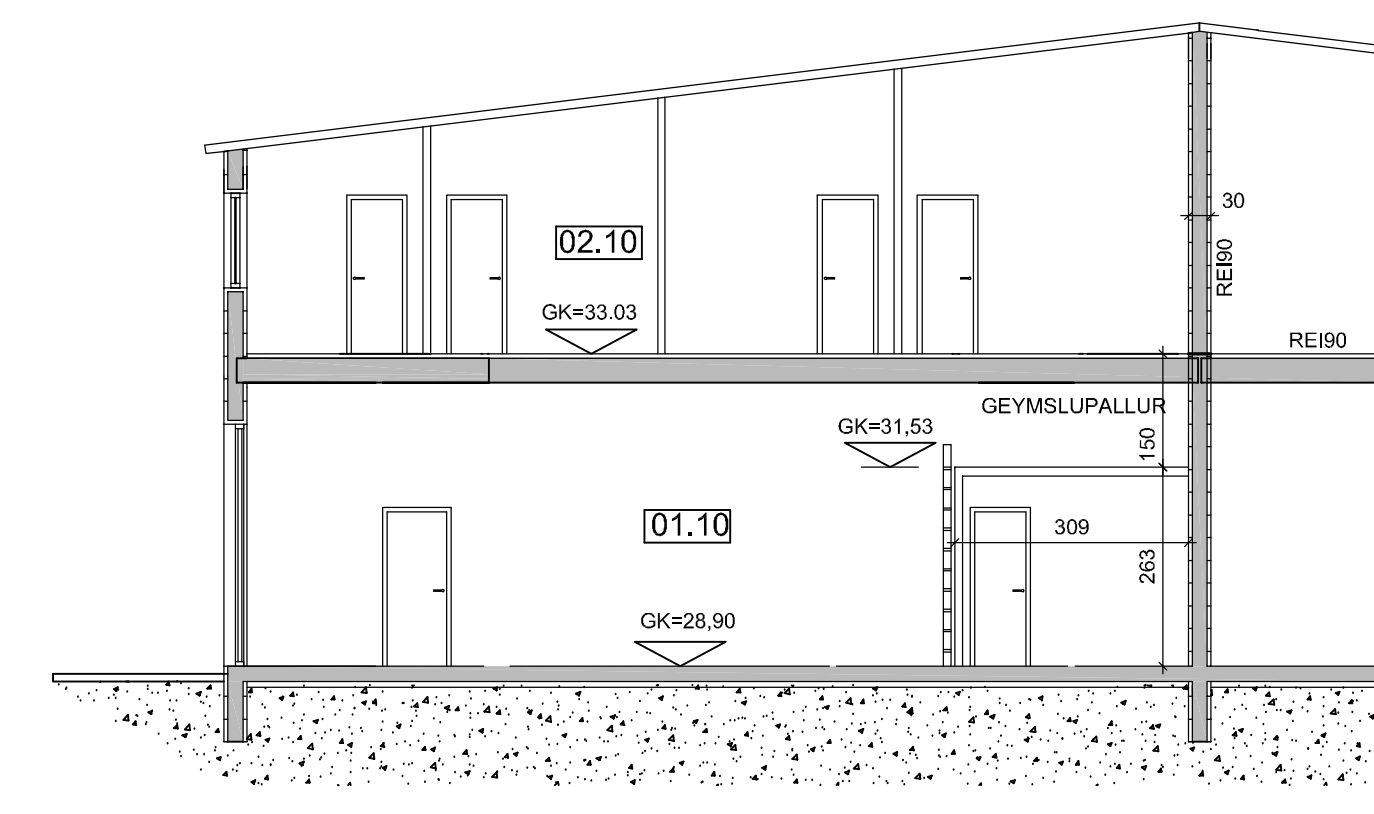 30
02.10
REI90
GK=33.03
REI90
GEYMSLUPALLUR
GK=31,53
150
01.10
309
263
GK=28,90